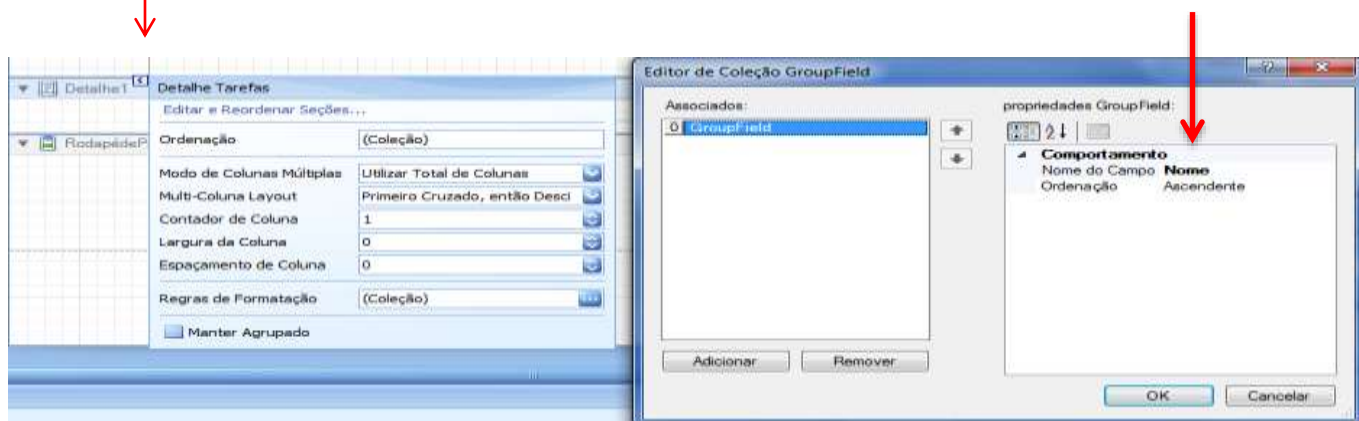 Detalhe1
Detalhe Tarefas
Editar e Reordenar Seções...
RodapédeP
Ordenação (Coleção)
Modo de Colunas Múltiplas Utilizar Total de Colunas
Multi-Coluna Layout Primeiro Cruzado, então Desci
Contador de Coluna 1
Largura da Coluna 0
Espaçamento de Coluna 0
Regras de Formatação (Coleção)
Manter Agrupado
Editor de Coleção GroupField
Associados:
0 GroupField
Adicionar Remover
propriedades GroupField:
Comportamento
Nome do Campo Nome
Ordenação Ascendente
OK Cancelar